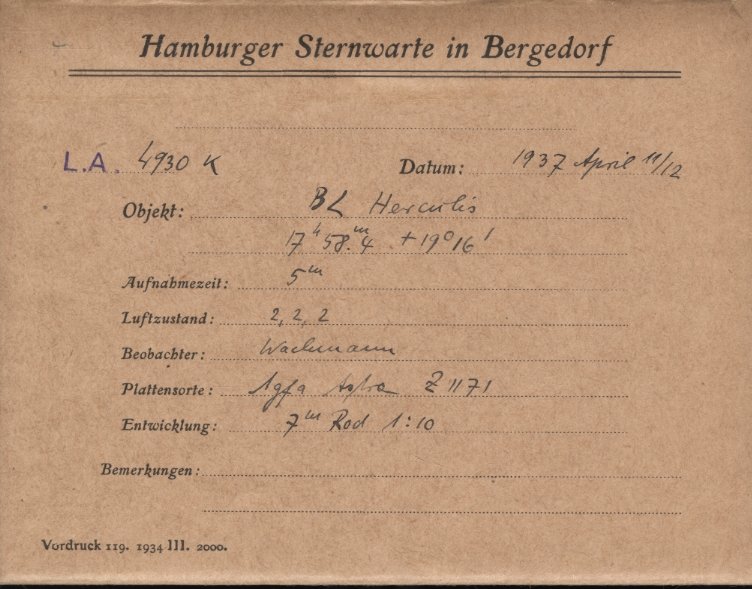 Hamburger Sternwarte in Bergedorf
L.A. 4930 K Datum: 1937 April 11/12
Objekt: BL Herculis
17ʰ 58ᵐ.4 +19° 16'
Aufnahmezeit: 5ᵐ
Luftzustand: 2, 2, 2
Beobachter: Wachmann
Plattensorte: Agfa Astro Z 1171
Entwicklung: 7ᵐ Rod 1:10
Bemerkungen:
Vordruck 119. 1934 III. 2000.